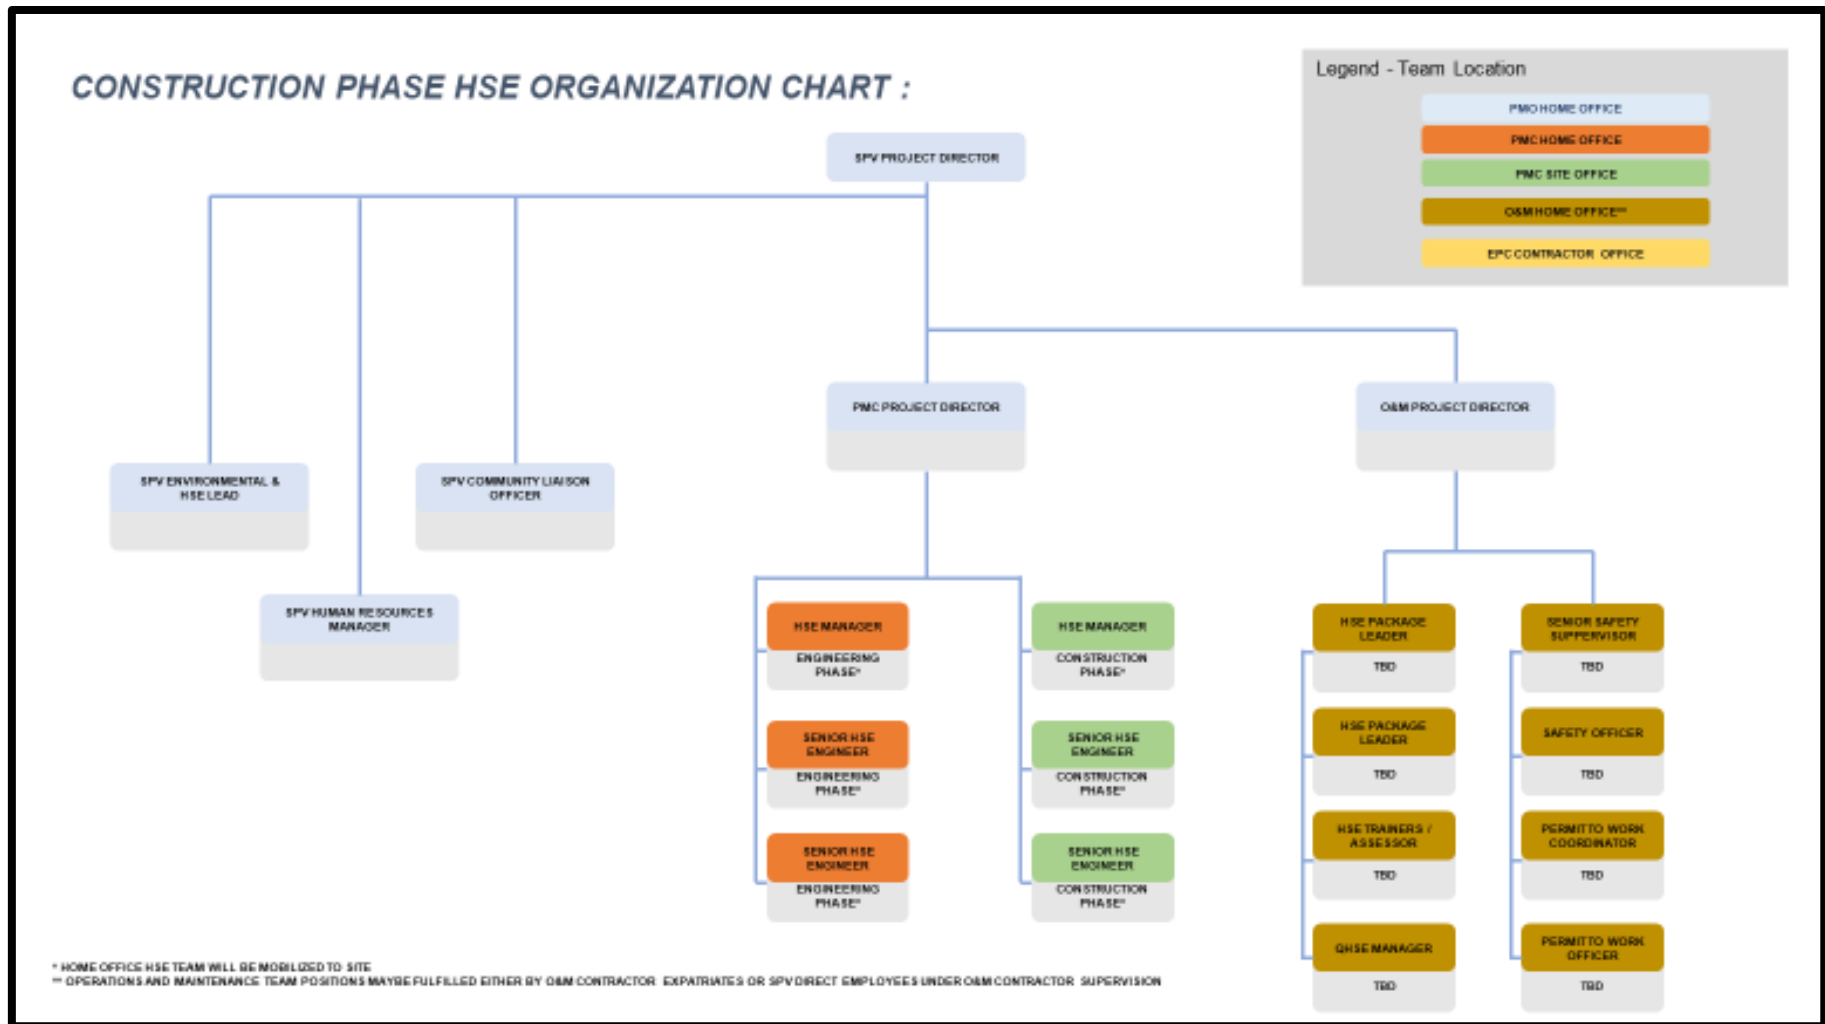 CONSTRUCTION PHASE HSE ORGANIZATION CHART :
Legend - Team Location
PMO HOME OFFICE
PMC HOME OFFICE
PMC SITE OFFICE
O&M HOME OFFICE**
EPC CONTRACTOR OFFICE
SPV PROJECT DIRECTOR
PMC PROJECT DIRECTOR
O&M PROJECT DIRECTOR
SPV ENVIRONMENTAL &
HSE LEAD
SPV COMMUNITY LIAISON
OFFICER
SPV HUMAN RESOURCES
MANAGER
HSE MANAGER
ENGINEERING
PHASE*
SENIOR HSE
ENGINEER
ENGINEERING
PHASE*
SENIOR HSE
ENGINEER
ENGINEERING
PHASE*
HSE MANAGER
CONSTRUCTION
PHASE*
SENIOR HSE
ENGINEER
CONSTRUCTION
PHASE*
SENIOR HSE
ENGINEER
CONSTRUCTION
PHASE*
HSE PACKAGE
LEADER
TBD
HSE PACKAGE
LEADER
TBD
HSE TRAINERS /
ASSESSOR
TBD
QHSE MANAGER
TBD
SENIOR SAFETY
SUPPERVISOR
TBD
SAFETY OFFICER
TBD
PERMIT TO WORK
COORDINATOR
TBD
PERMIT TO WORK
OFFICER
TBD
* HOME OFFICE HSE TEAM WILL BE MOBILIZED TO SITE
** OPERATIONS AND MAINTENANCE TEAM POSITIONS MAYBE FULFILLED EITHER BY O&M CONTRACTOR EXPATRIATES OR SPV DIRECT EMPLOYEES UNDER O&M CONTRACTOR SUPERVISION